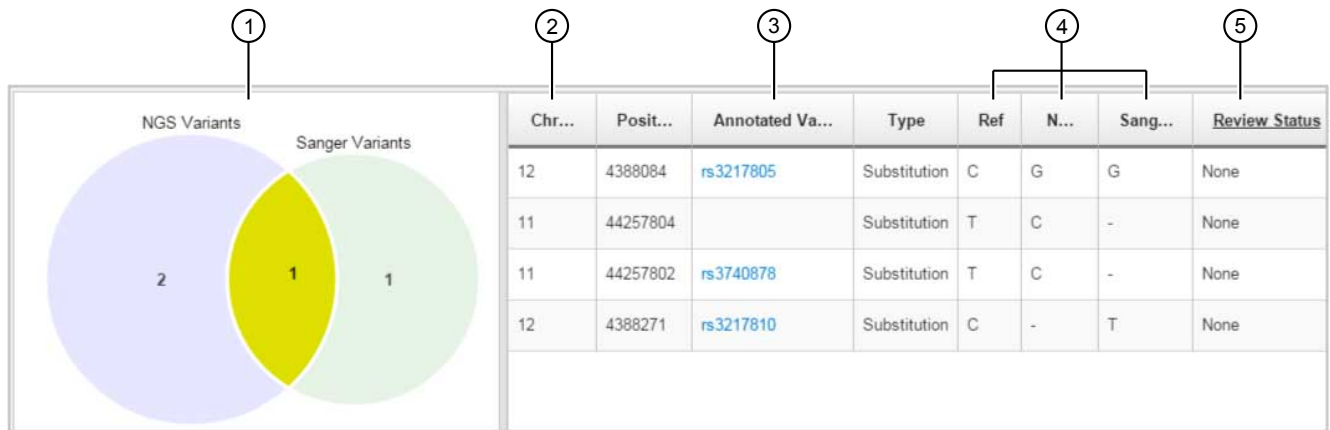 1 2 3 4 5
NGS Variants
Sanger Variants
2 1 1
Chr... Posit... Annotated Va... Type Ref N... Sang... Review Status
12 4388084 rs3217805 Substitution C G G None
11 44257804 Substitution T C - None
11 44257802 rs3740878 Substitution T C - None
12 4388271 rs3217810 Substitution C - T None